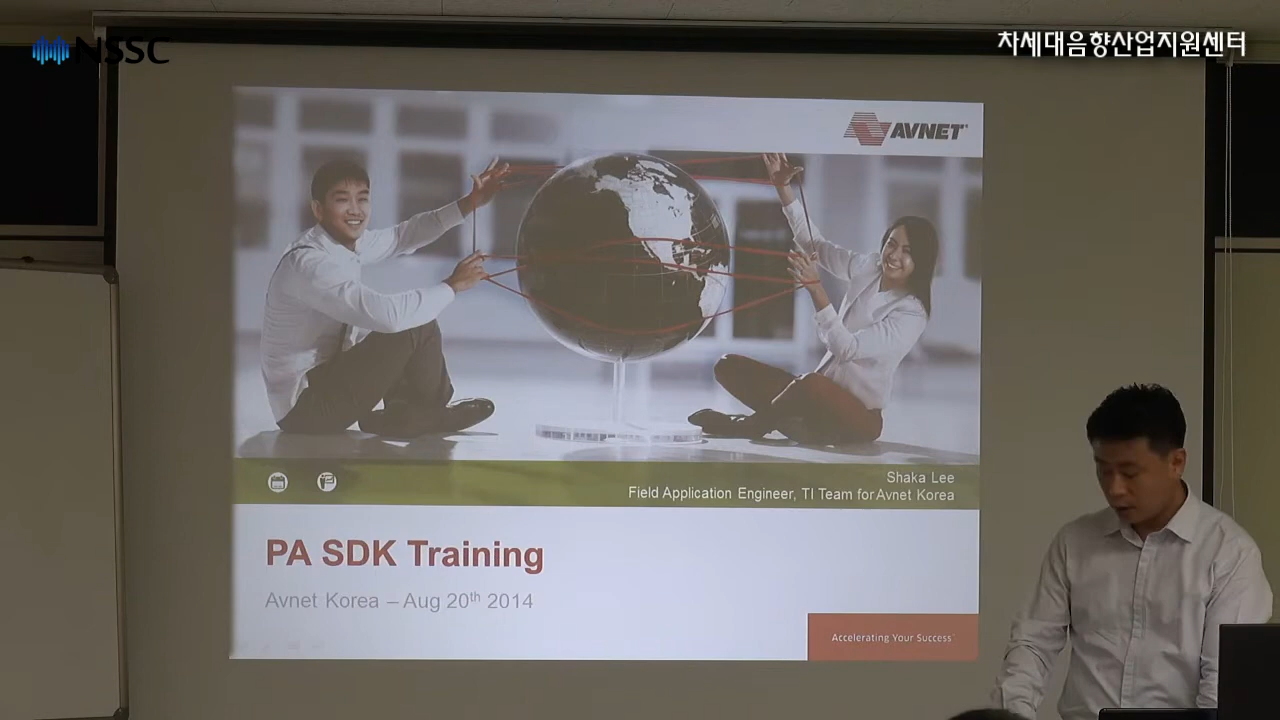 NSSC
차세대음향산업지원센터
AVNET
Shaka Lee
Field Application Engineer, TI Team for Avnet Korea
PA SDK Training
Avnet Korea – Aug 20th 2014
Accelerating Your Success